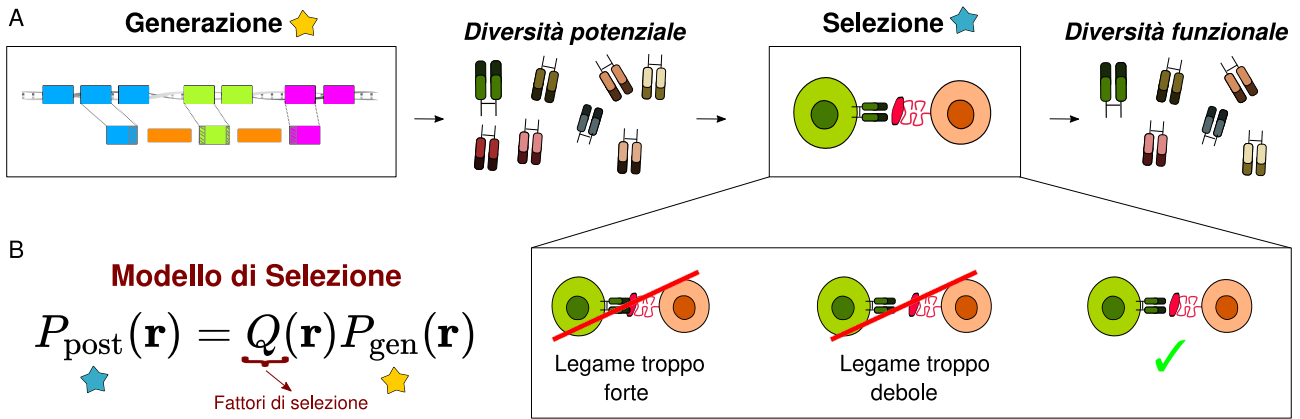 A
Generazione
Diversità potenziale
Selezione
Diversità funzionale
B
Modello di Selezione
P_post(r) = Q(r)P_gen(r)
Fattori di selezione
Legame troppo
forte
Legame troppo
debole